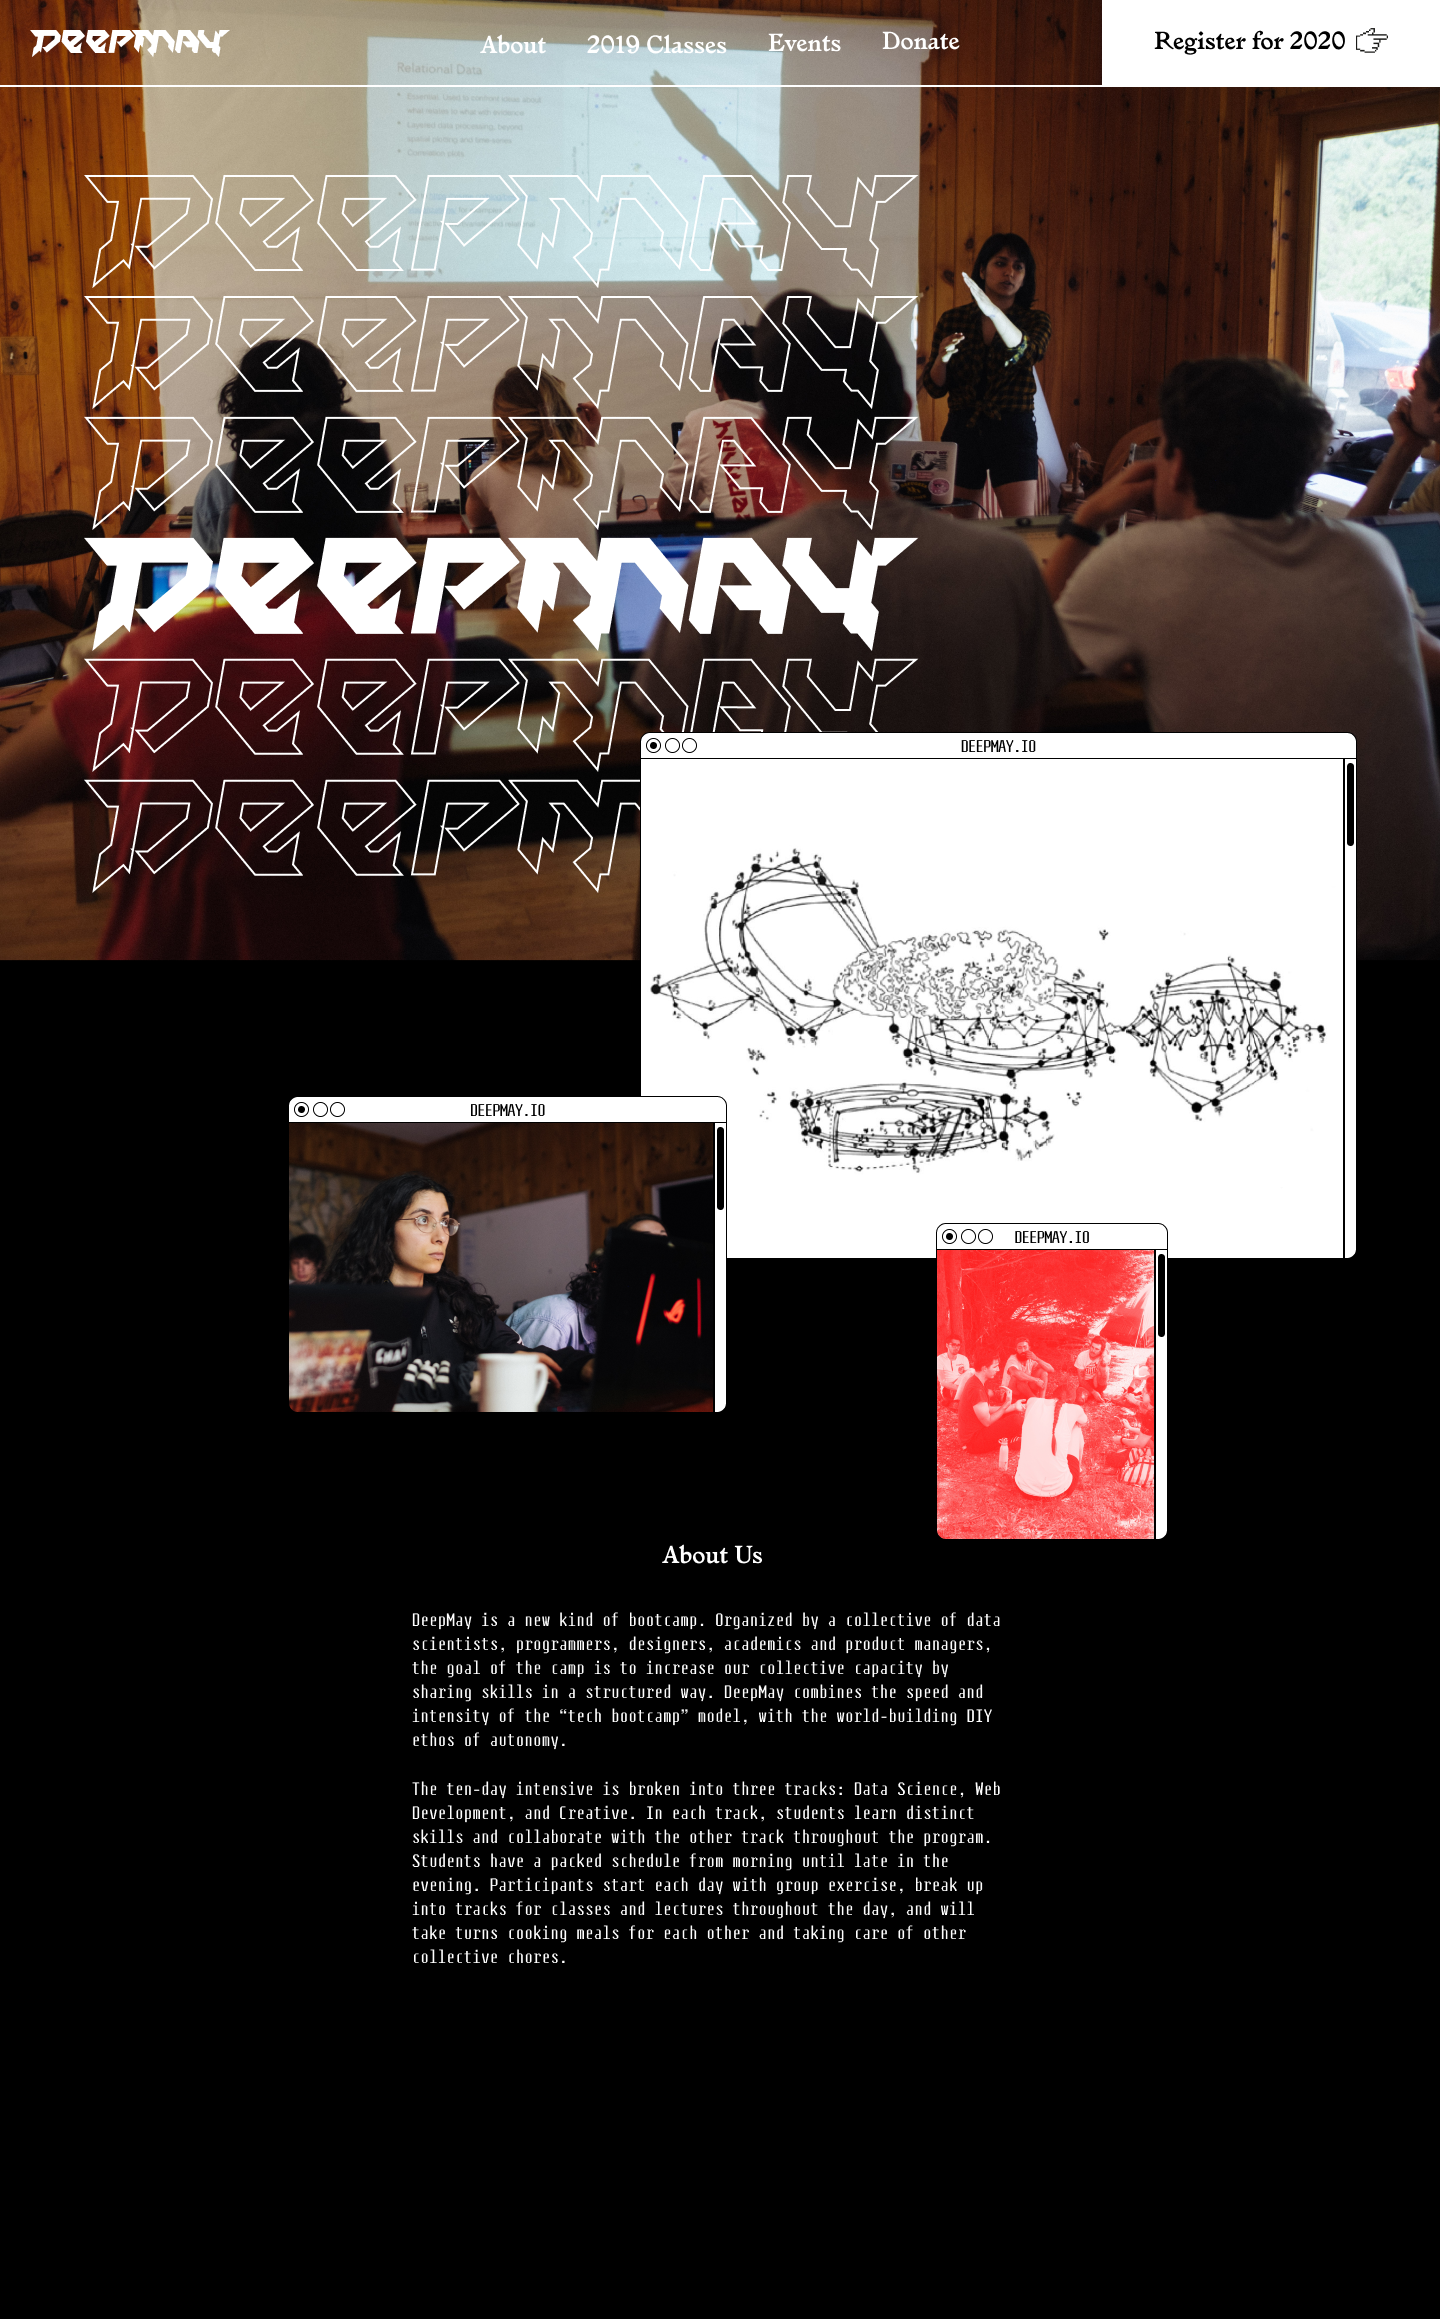 DEEPMAY
About
2019 Classes
Events
Donate
Register for 2020
Relational Data
DEEPMAY
DEEPMAY
DEEPMAY
DEEPMAY
DEEPMAY
DEEPM
DEEPMAY.IO
DEEPMAY.IO
DEEPMAY.IO
About Us
DeepMay is a new kind of bootcamp. Organized by a collective of data
scientists, programmers, designers, academics and product managers,
the goal of the camp is to increase our collective capacity by
sharing skills in a structured way. DeepMay combines the speed and
intensity of the “tech bootcamp” model, with the world-building DIY
ethos of autonomy.
The ten-day intensive is broken into three tracks: Data Science, Web
Development, and Creative. In each track, students learn distinct
skills and collaborate with the other track throughout the program.
Students have a packed schedule from morning until late in the
evening. Participants start each day with group exercise, break up
into tracks for classes and lectures throughout the day, and will
take turns cooking meals for each other and taking care of other
collective chores.